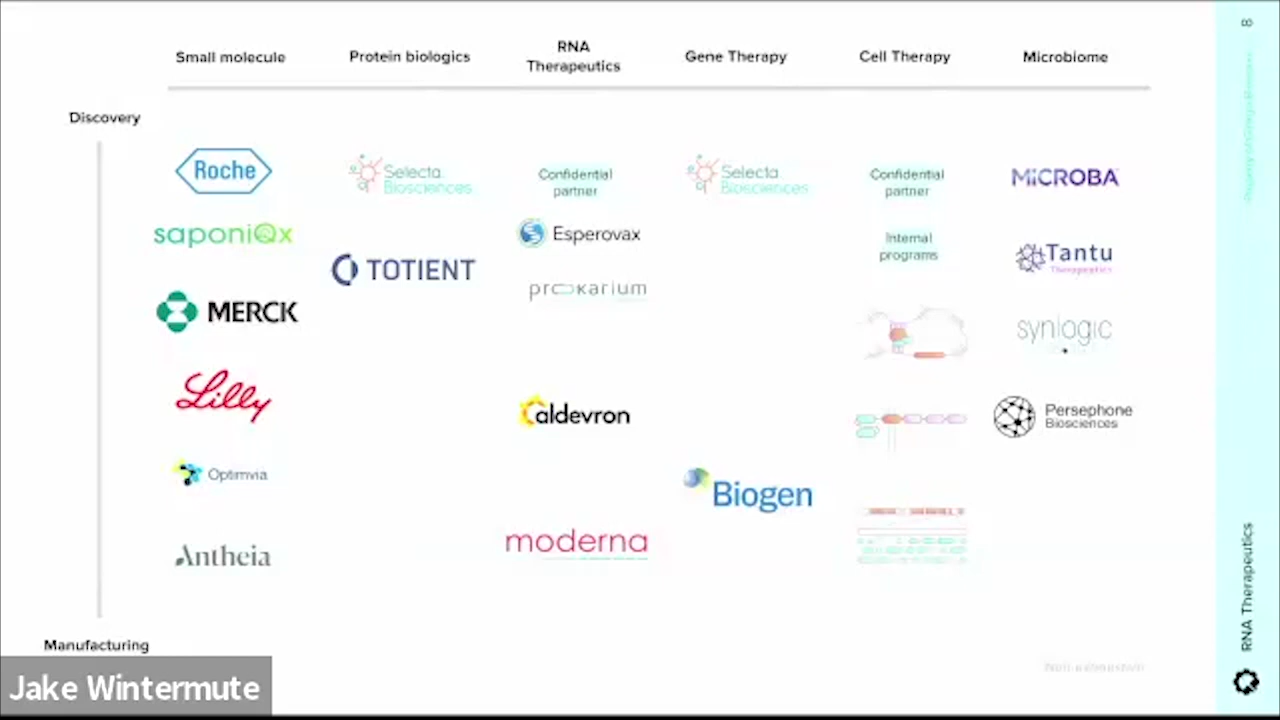 Small molecule
Protein biologics
RNA
Therapeutics
Gene Therapy
Cell Therapy
Microbiome
8
Discovery
Roche
Selecta
Biosciences
Confidential
partner
Selecta
Biosciences
Confidential
partner
MiCROBA
saponiQx
Esperovax
Internal
programs
TOTIENT
Tantu
Therapeutics
prokarium
MERCK
synlogic
Lilly
aldevron
Persephone
Biosciences
Optimvia
Biogen
moderna
Antheia
RNA Therapeutics
Manufacturing
Jake Wintermute